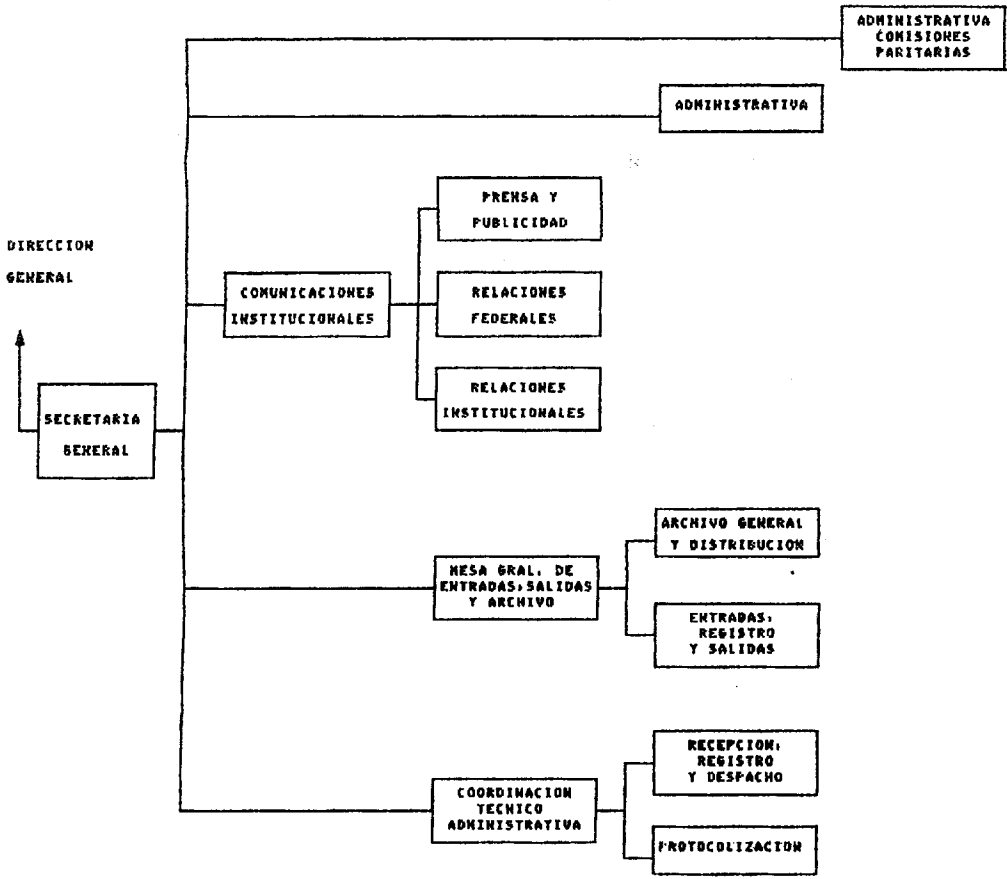 ADMINISTRATIVA
COMISIONES
PARITARIAS
ADMINISTRATIVA
PRENSA Y
PUBLICIDAD
DIRECCION
GENERAL
COMUNICACIONES
INSTITUCIONALES
RELACIONES
FEDERALES
RELACIONES
INSTITUCIONALES
SECRETARIA
GENERAL
ARCHIVO GENERAL
Y DISTRIBUCION
MESA GRAL. DE
ENTRADAS, SALIDAS
Y ARCHIVO
ENTRADAS,
REGISTRO
Y SALIDAS
RECEPCION,
REGISTRO
Y DESPACHO
COORDINACION
TECNICO
ADMINISTRATIVA
PROTOCOLIZACION